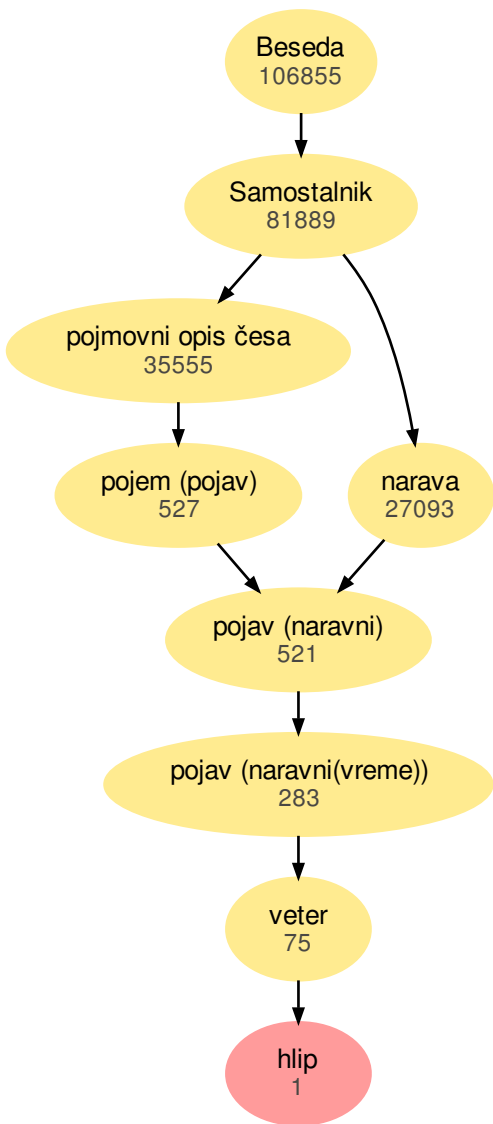 Beseda
106855
Samostalnik
81889
pojmovni opis česa
35555
pojem (pojav)
527
narava
27093
pojav (naravni)
521
pojav (naravni(vreme))
283
veter
75
hlip
1